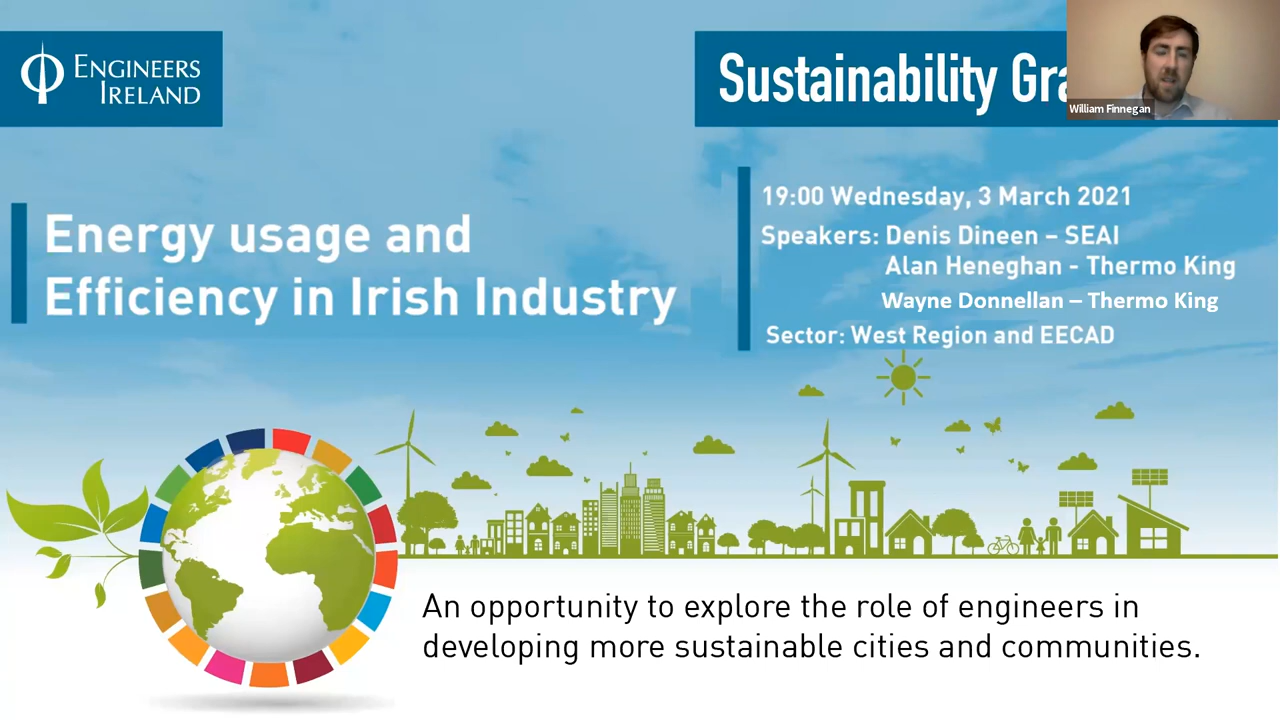 ENGINEERS
IRELAND
Sustainability Gra
William Finnegan
19:00 Wednesday, 3 March 2021
Speakers: Denis Dineen – SEAI
Alan Heneghan - Thermo King
Wayne Donnellan – Thermo King
Sector: West Region and EECAD
Energy usage and
Efficiency in Irish Industry
An opportunity to explore the role of engineers in
developing more sustainable cities and communities.